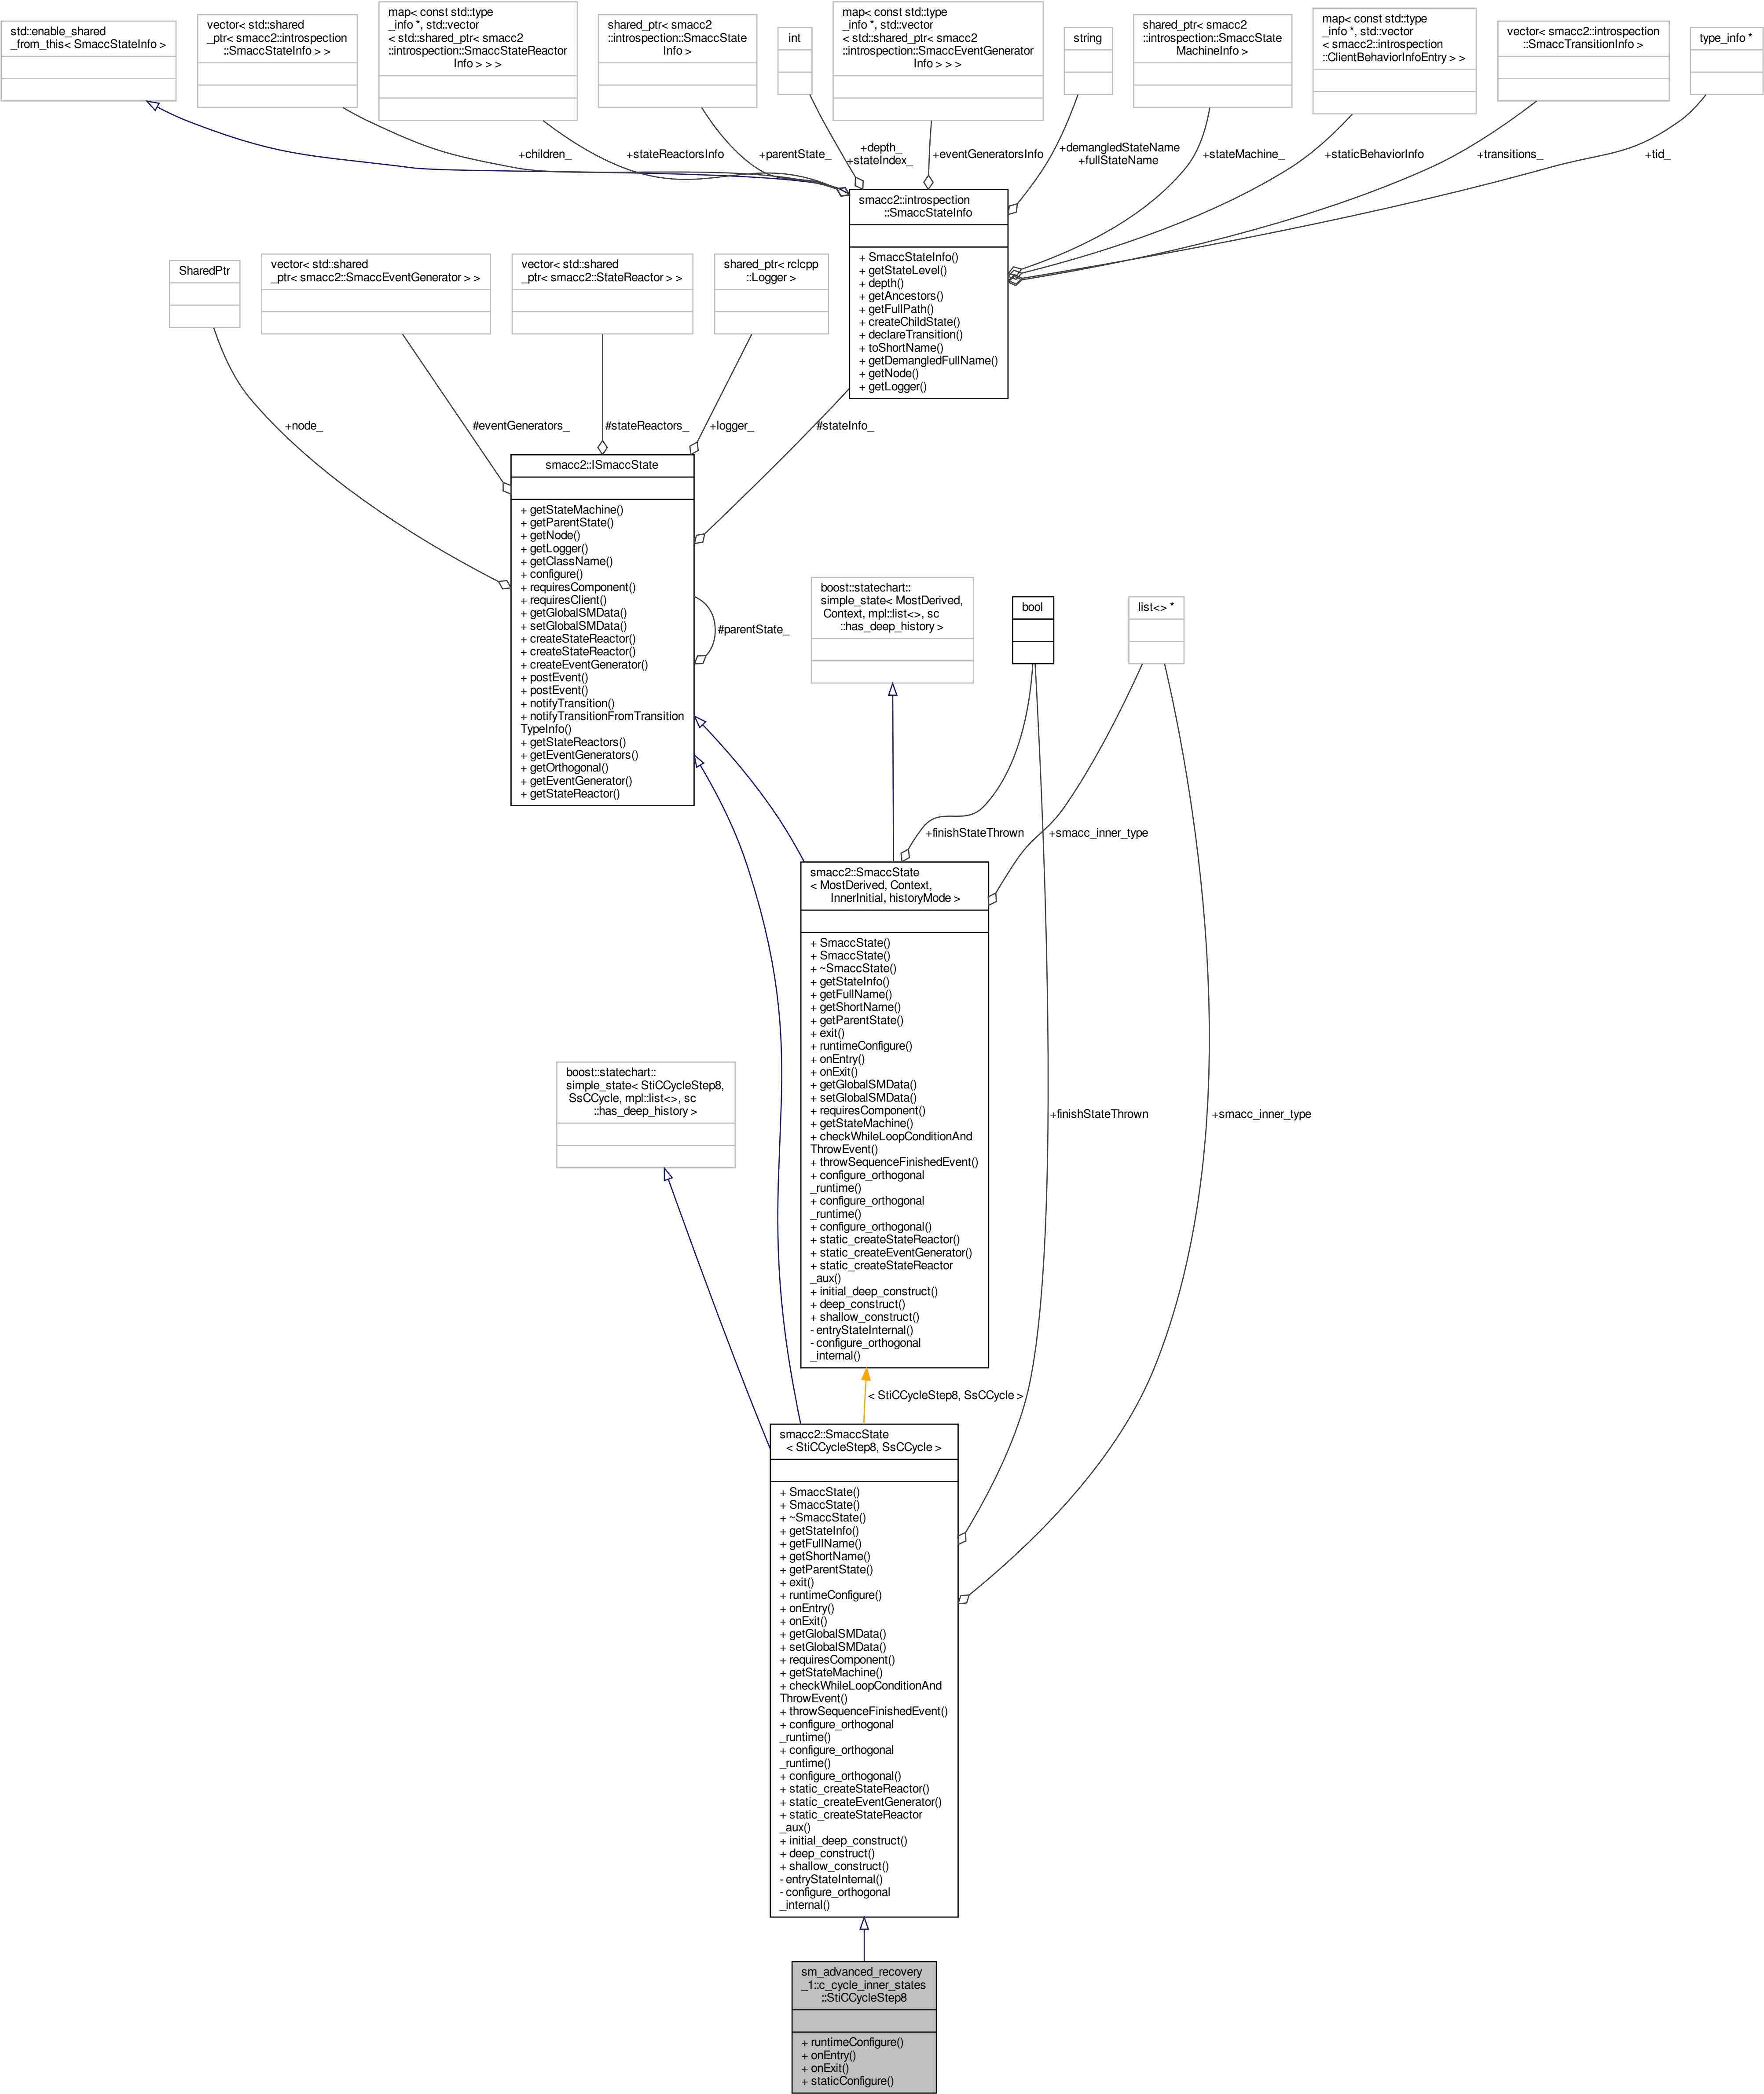 std::enable_shared
_from_this< SmaccStateInfo >
vector< std::shared
_ptr< smacc2::introspection
::SmaccStateInfo > >
map< const std::type
_info *, std::vector
< std::shared_ptr< smacc2
::introspection::SmaccStateReactor
Info > > >
shared_ptr< smacc2
::introspection::SmaccState
Info >
int
map< const std::type
_info *, std::vector
< std::shared_ptr< smacc2
::introspection::SmaccEventGenerator
Info > > >
string
shared_ptr< smacc2
::introspection::SmaccState
MachineInfo >
map< const std::type
_info *, std::vector
< smacc2::introspection
::ClientBehaviorInfoEntry > >
vector< smacc2::introspection
::SmaccTransitionInfo >
type_info *
+children_
+stateReactorsInfo
+parentState_
+depth_
+stateIndex_
+eventGeneratorsInfo
+demangledStateName
+fullStateName
+stateMachine_
+staticBehaviorInfo
+transitions_
+tid_
smacc2::introspection
::SmaccStateInfo
+ SmaccStateInfo()
+ getStateLevel()
+ depth()
+ getAncestors()
+ getFullPath()
+ createChildState()
+ declareTransition()
+ toShortName()
+ getDemangledFullName()
+ getNode()
+ getLogger()
SharedPtr
vector< std::shared
_ptr< smacc2::SmaccEventGenerator > >
vector< std::shared
_ptr< smacc2::StateReactor > >
shared_ptr< rclcpp
::Logger >
+node_
#eventGenerators_
#stateReactors_
+logger_
#stateInfo_
smacc2::ISmaccState
+ getStateMachine()
+ getParentState()
+ getNode()
+ getLogger()
+ getClassName()
+ configure()
+ requiresComponent()
+ requiresClient()
+ getGlobalSMData()
+ setGlobalSMData()
+ createStateReactor()
+ createStateReactor()
+ createEventGenerator()
+ postEvent()
+ postEvent()
+ notifyTransition()
+ notifyTransitionFromTransition
TypeInfo()
+ getStateReactors()
+ getEventGenerators()
+ getOrthogonal()
+ getEventGenerator()
+ getStateReactor()
#parentState_
boost::statechart::
simple_state< MostDerived,
Context, mpl::list<>, sc
::has_deep_history >
bool
list<> *
+finishStateThrown
+smacc_inner_type
smacc2::SmaccState
< MostDerived, Context,
InnerInitial, historyMode >
+ SmaccState()
+ SmaccState()
+ ~SmaccState()
+ getStateInfo()
+ getFullName()
+ getShortName()
+ getParentState()
+ exit()
+ runtimeConfigure()
+ onEntry()
+ onExit()
+ getGlobalSMData()
+ setGlobalSMData()
+ requiresComponent()
+ getStateMachine()
+ checkWhileLoopConditionAnd
ThrowEvent()
+ throwSequenceFinishedEvent()
+ configure_orthogonal
_runtime()
+ configure_orthogonal
_runtime()
+ configure_orthogonal()
+ static_createStateReactor()
+ static_createEventGenerator()
+ static_createStateReactor
_aux()
+ initial_deep_construct()
+ deep_construct()
+ shallow_construct()
- entryStateInternal()
- configure_orthogonal
_internal()
boost::statechart::
simple_state< StiCCycleStep8,
SsCCycle, mpl::list<>, sc
::has_deep_history >
+finishStateThrown
+smacc_inner_type
< StiCCycleStep8, SsCCycle >
smacc2::SmaccState
< StiCCycleStep8, SsCCycle >
+ SmaccState()
+ SmaccState()
+ ~SmaccState()
+ getStateInfo()
+ getFullName()
+ getShortName()
+ getParentState()
+ exit()
+ runtimeConfigure()
+ onEntry()
+ onExit()
+ getGlobalSMData()
+ setGlobalSMData()
+ requiresComponent()
+ getStateMachine()
+ checkWhileLoopConditionAnd
ThrowEvent()
+ throwSequenceFinishedEvent()
+ configure_orthogonal
_runtime()
+ configure_orthogonal
_runtime()
+ configure_orthogonal()
+ static_createStateReactor()
+ static_createEventGenerator()
+ static_createStateReactor
_aux()
+ initial_deep_construct()
+ deep_construct()
+ shallow_construct()
- entryStateInternal()
- configure_orthogonal
_internal()
sm_advanced_recovery
_1::c_cycle_inner_states
::StiCCycleStep8
+ runtimeConfigure()
+ onEntry()
+ onExit()
+ staticConfigure()